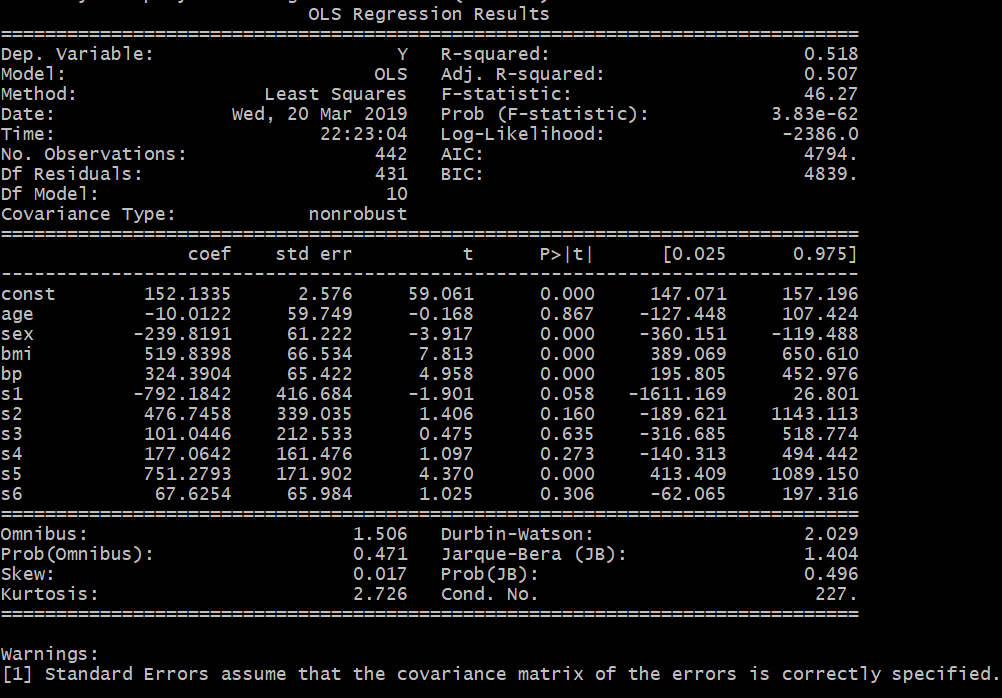 OLS Regression Results
==============================================================================
Dep. Variable:                      Y   R-squared:                       0.518
Model:                            OLS   Adj. R-squared:                  0.507
Method:                 Least Squares   F-statistic:                     46.27
Date:                Wed, 20 Mar 2019   Prob (F-statistic):           3.83e-62
Time:                        22:23:04   Log-Likelihood:                -2386.0
No. Observations:                 442   AIC:                             4794.
Df Residuals:                     431   BIC:                             4839.
Df Model:                          10
Covariance Type:            nonrobust
==============================================================================
                 coef    std err          t      P>|t|      [0.025      0.975]
------------------------------------------------------------------------------
const        152.1335      2.576     59.061      0.000     147.071     157.196
age          -10.0122     59.749     -0.168      0.867    -127.448     107.424
sex         -239.8191     61.222     -3.917      0.000    -360.151    -119.488
bmi          519.8398     66.534      7.813      0.000     389.069     650.610
bp           324.3904     65.422      4.958      0.000     195.805     452.976
s1          -792.1842    416.684     -1.901      0.058   -1611.169      26.801
s2           476.7458    339.035      1.406      0.160    -189.621    1143.113
s3           101.0446    212.533      0.475      0.635    -316.685     518.774
s4           177.0642    161.476      1.097      0.273    -140.313     494.442
s5           751.2793    171.902      4.370      0.000     413.409    1089.150
s6            67.6254     65.984      1.025      0.306     -62.065     197.316
==============================================================================
Omnibus:                        1.506   Durbin-Watson:                   2.029
Prob(Omnibus):                  0.471   Jarque-Bera (JB):                1.404
Skew:                           0.017   Prob(JB):                        0.496
Kurtosis:                       2.726   Cond. No.                         227.
==============================================================================
Warnings:
[1] Standard Errors assume that the covariance matrix of the errors is correctly specified.